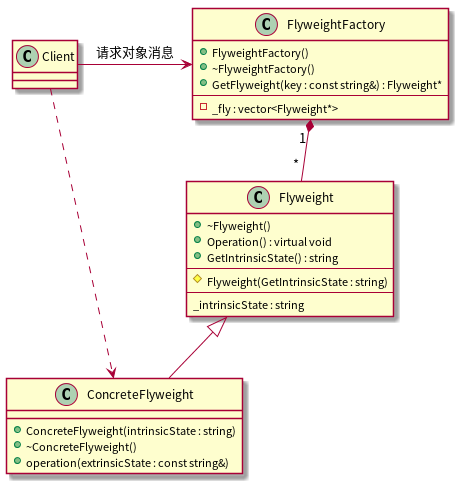 C FlyweightFactory
FlyweightFactory()
~FlyweightFactory()
GetFlyweight(key : const string&) : Flyweight*
_fly : vector<Flyweight*>
C Client
请求对象消息
1
*
C Flyweight
~Flyweight()
Operation() : virtual void
GetIntrinsicState() : string
Flyweight(GetIntrinsicState : string)
_intrinsicState : string
C ConcreteFlyweight
ConcreteFlyweight(intrinsicState : string)
~ConcreteFlyweight()
operation(extrinsicState : const string&)